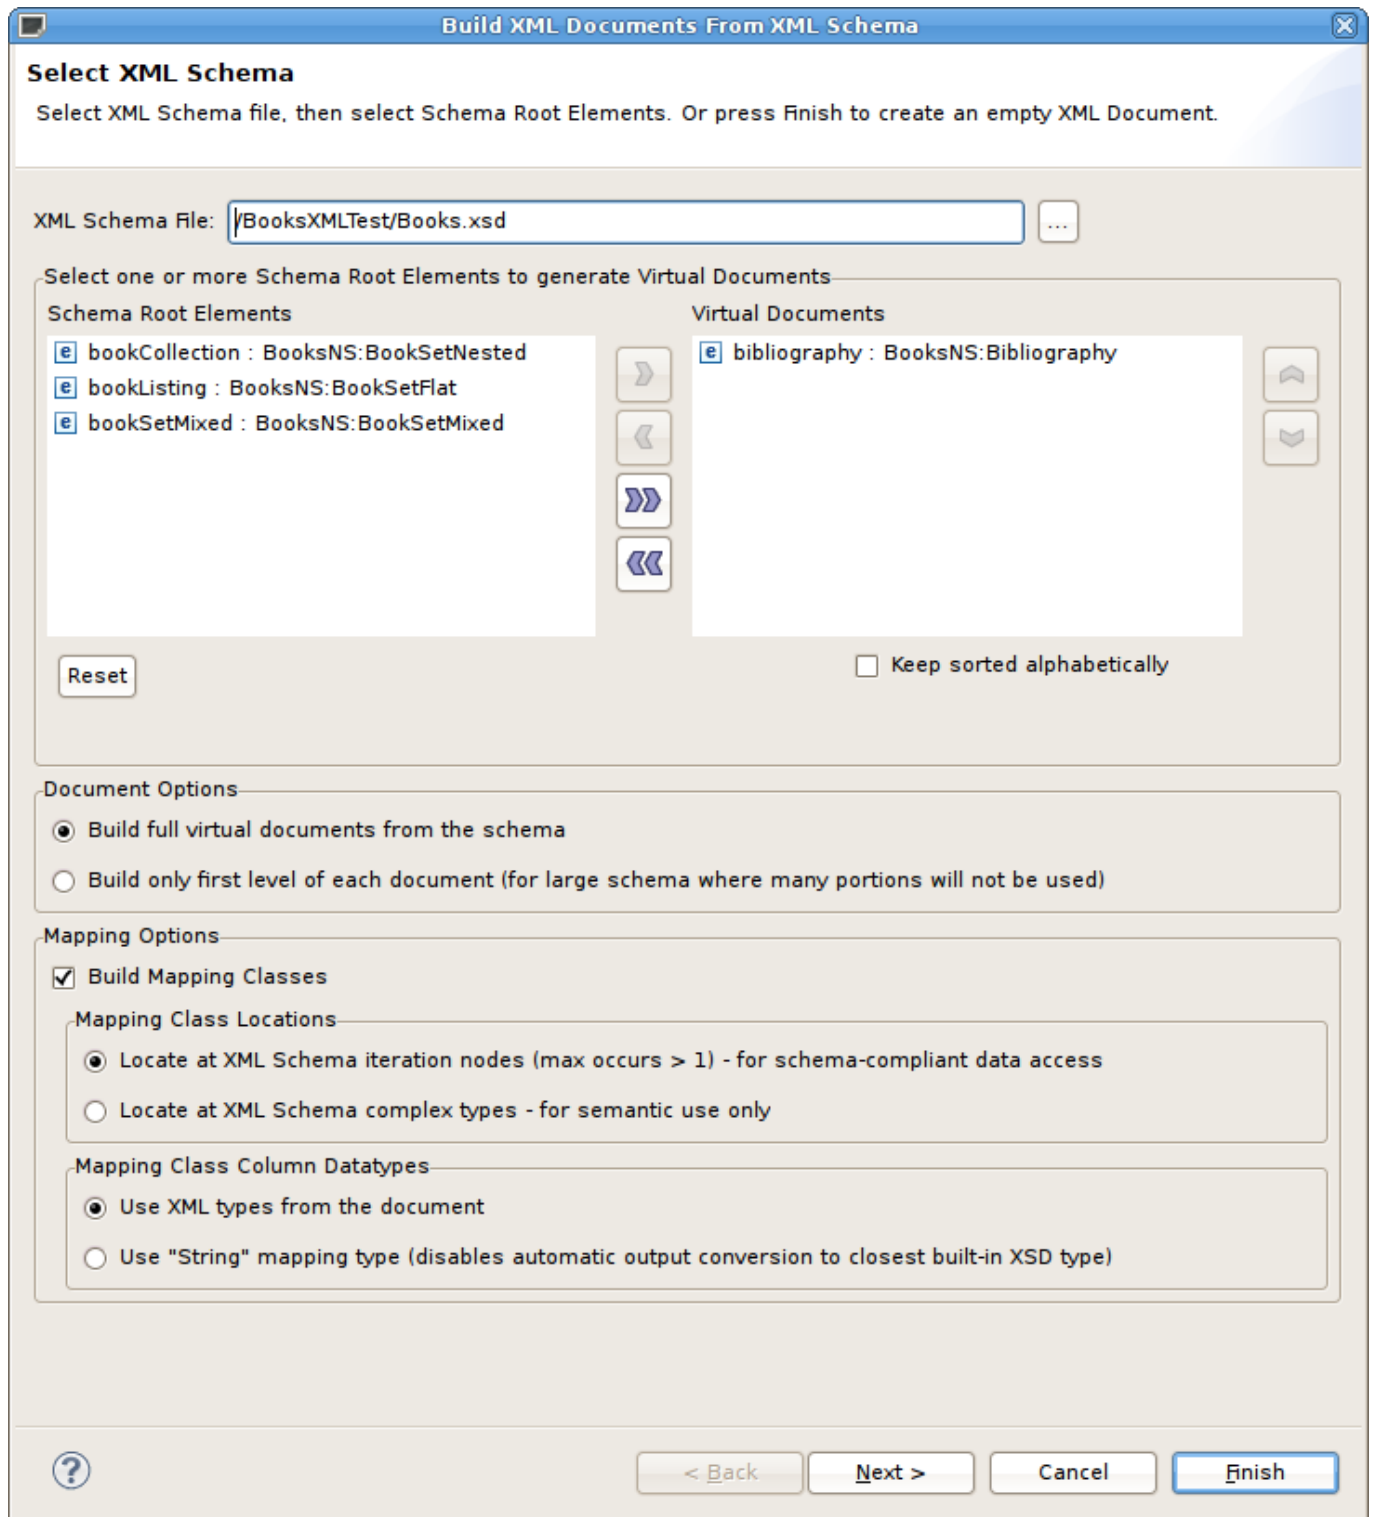 Build XML Documents From XML Schema
Select XML Schema
Select XML Schema file, then select Schema Root Elements. Or press Finish to create an empty XML Document.
XML Schema File: /BooksXMLTest/Books.xsd ...
Select one or more Schema Root Elements to generate Virtual Documents
Schema Root Elements Virtual Documents
e bookCollection : BooksNS:BookSetNested e bibliography : BooksNS:Bibliography
e bookListing : BooksNS:BookSetFlat
e bookSetMixed : BooksNS:BookSetMixed
Reset Keep sorted alphabetically
Document Options
Build full virtual documents from the schema
Build only first level of each document (for large schema where many portions will not be used)
Mapping Options
Build Mapping Classes
Mapping Class Locations
Locate at XML Schema iteration nodes (max occurs > 1) - for schema-compliant data access
Locate at XML Schema complex types - for semantic use only
Mapping Class Column Datatypes
Use XML types from the document
Use "String" mapping type (disables automatic output conversion to closest built-in XSD type)
? < Back Next > Cancel Finish